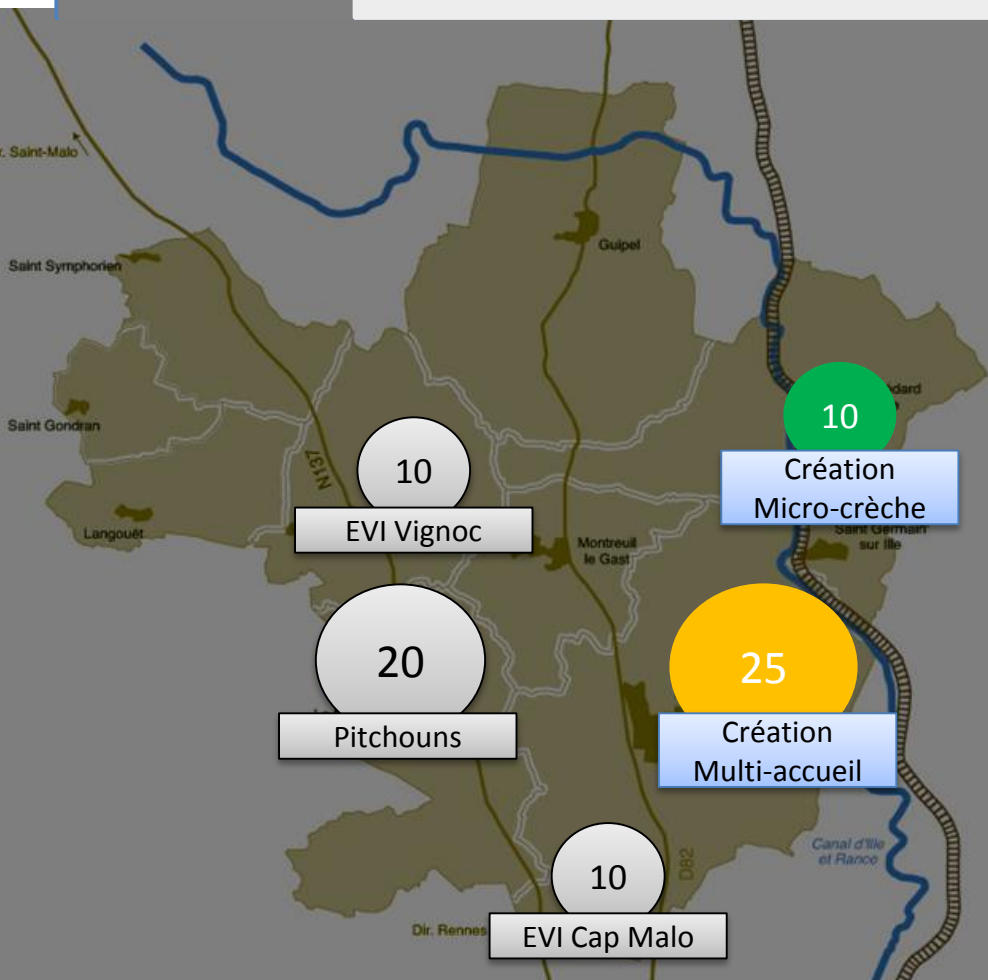 Saint-Malo
Guipel
Saint Symphorien
Saint Gondran
N137
10
10
EVI Vignoc
Création
Micro-crèche
Langouët
Montreuil
le Gast
Saint Germain
sur Ille
20
Pitchouns
25
Création
Multi-accueil
10
EVI Cap Malo
D82
Canal d'Ille
et Rance
Dir. Rennes